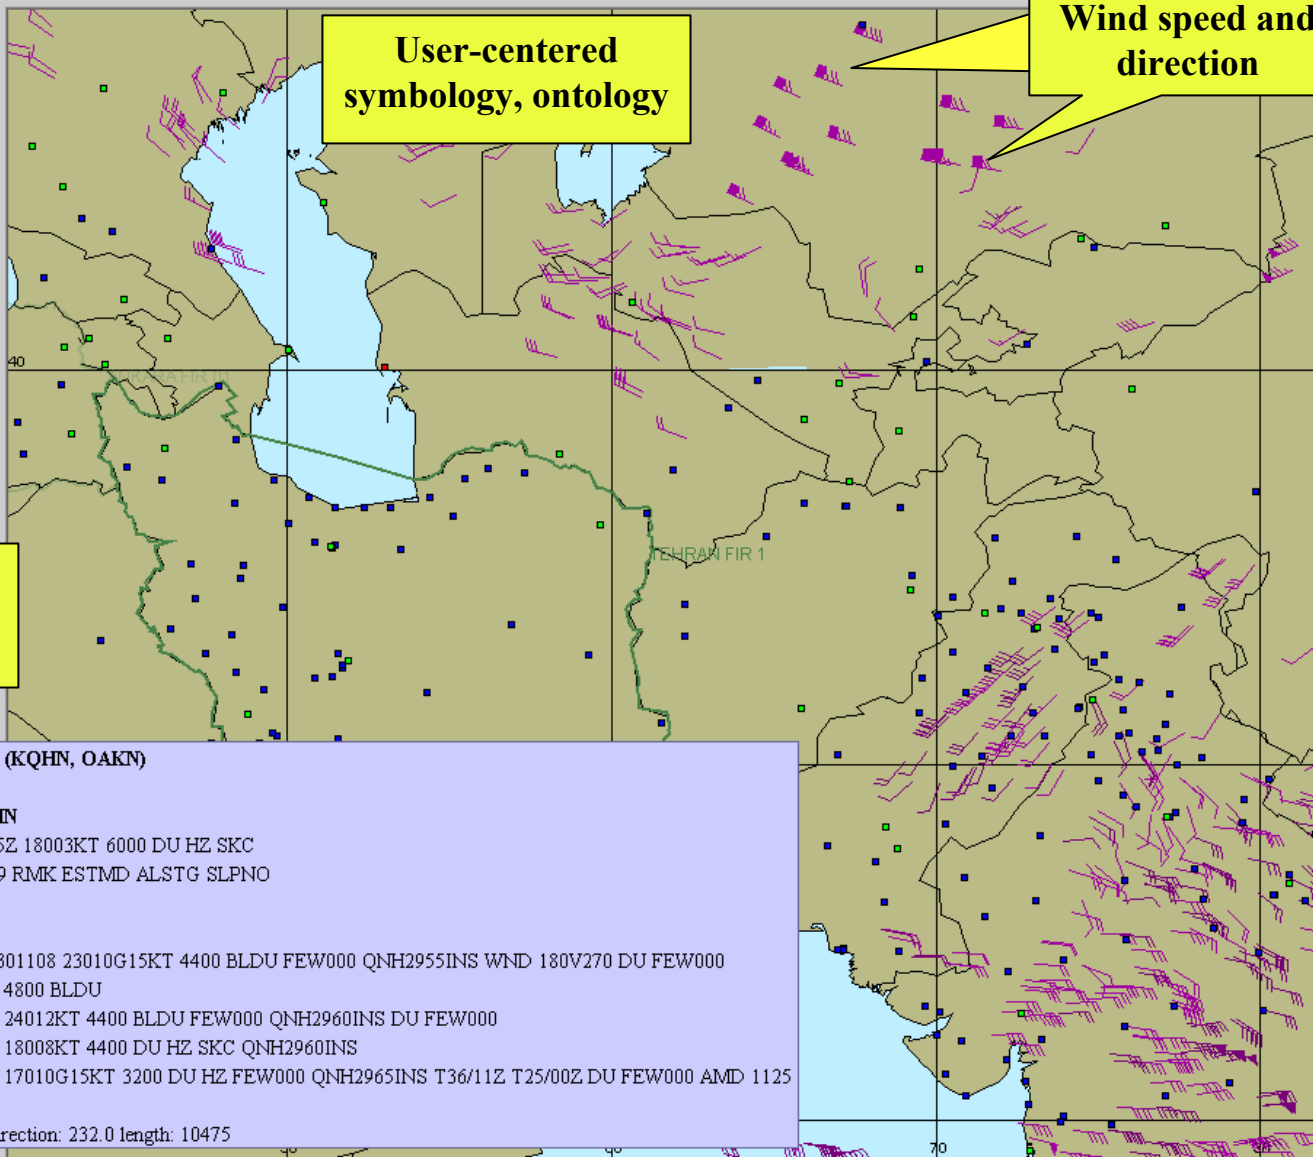 User-centered
symbology, ontology
Wind speed and
direction
40
ANKARA FIR 01
TEHRAN FIR 1
(KQHN, OAKN)
5Z 18003KT 6000 DU HZ SKC
9 RMK ESTMD ALSTG SLPNO
301108 23010G15KT 4400 BLDU FEW000 QNH2955INS WND 180V270 DU FEW000
4800 BLDU
24012KT 4400 BLDU FEW000 QNH2960INS DU FEW000
18008KT 4400 DU HZ SKC QNH2960INS
17010G15KT 3200 DU HZ FEW000 QNH2965INS T36/11Z T25/00Z DU FEW000 AMD 1125
rection: 232.0 length: 10475
70